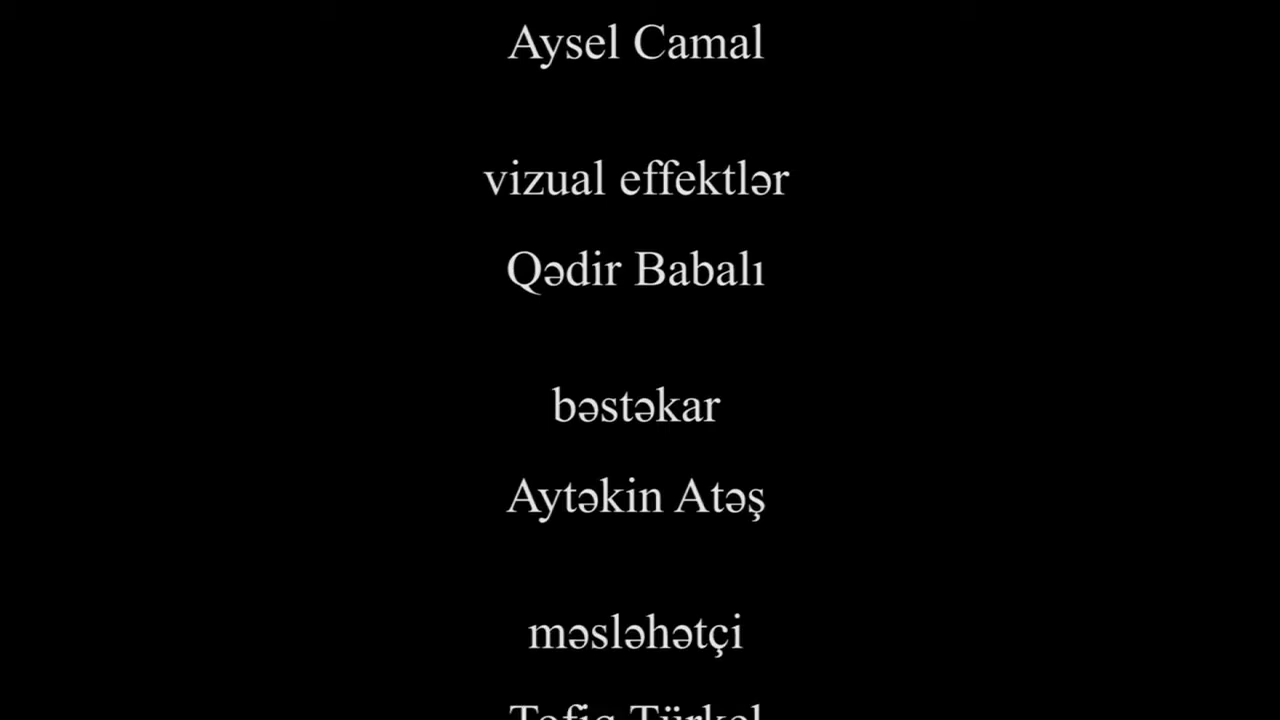 Aysel Camal
vizual effektlər
Qədir Babalı
bəstəkar
Aytəkin Atəş
məsləhətçi